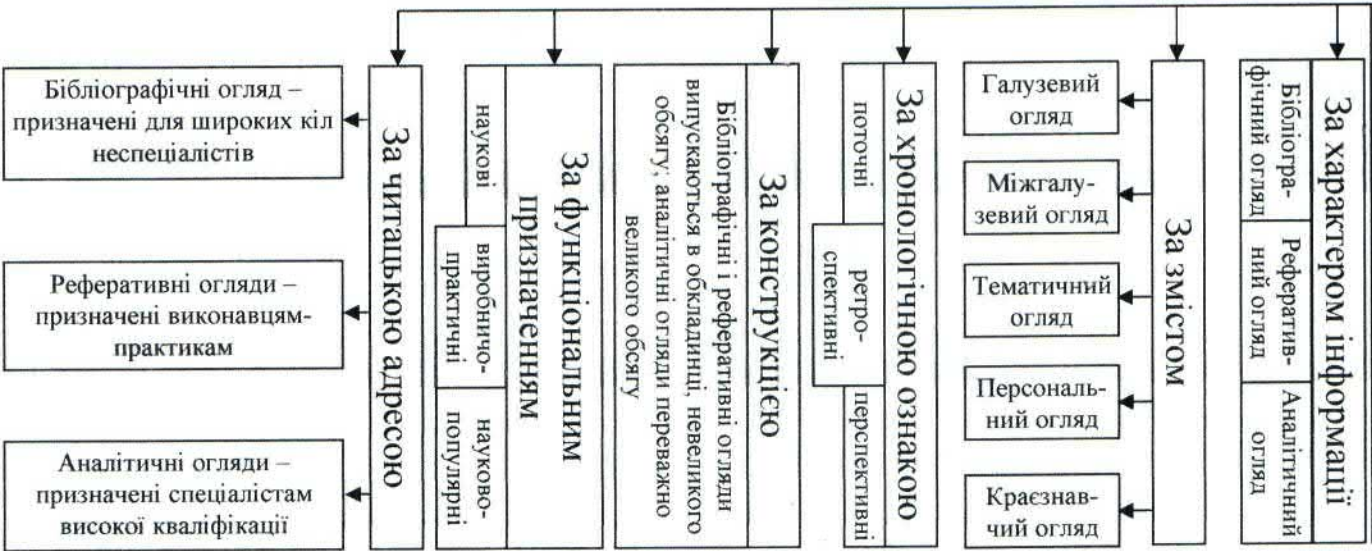 Бібліографічні огляд –
призначені для широких кіл
неспеціалістів
Реферативні огляди –
призначені виконавцям-
практикам
Аналітичні огляди –
призначені спеціалістам
високої кваліфікації
За читацькою адресою
За функціональним
призначенням
наукові
виробничо-
практичні
науково-
популярні
За конструкцією
Бібліографічні і реферативні огляди
випускаються в обкладинці, невеликого
обсягу; аналітичні огляди переважно
великого обсягу
За хронологічною ознакою
поточні
ретро-
спективні
перспективні
За змістом
Галузевий
огляд
Міжгалу-
зевий огляд
Тематичний
огляд
Персональ-
ний огляд
Краєзнав-
чий огляд
За характером інформації
Бібліогра-
фічний огляд
Реферати­в-
ний огляд
Аналітичний
огляд